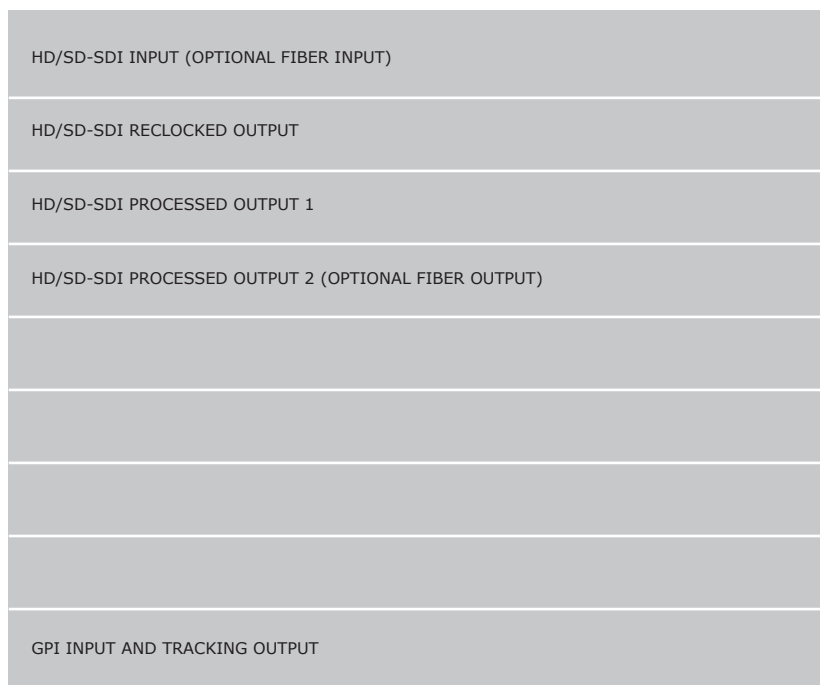 HD/SD-SDI INPUT (OPTIONAL FIBER INPUT)
HD/SD-SDI RECLOCKED OUTPUT
HD/SD-SDI PROCESSED OUTPUT 1
HD/SD-SDI PROCESSED OUTPUT 2 (OPTIONAL FIBER OUTPUT)
GPI INPUT AND TRACKING OUTPUT